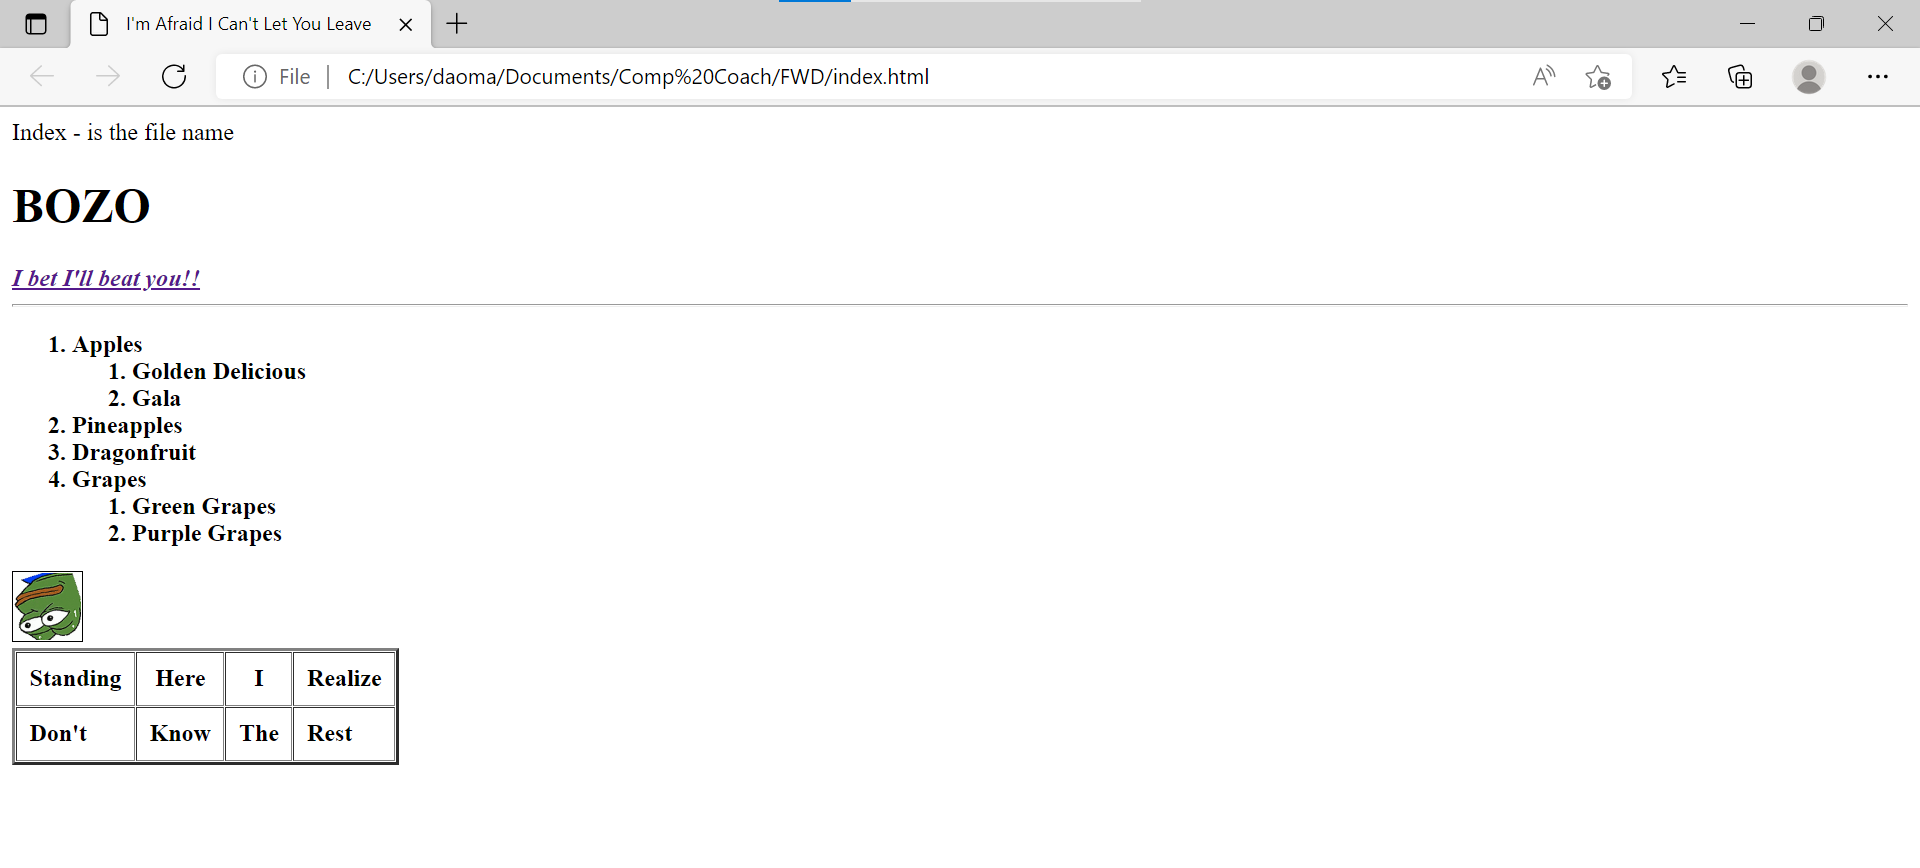 I'm Afraid I Can't Let You Leave
File C:/Users/daoma/Documents/Comp%20Coach/FWD/index.html
Index - is the file name
BOZO
I bet I'll beat you!!
1. Apples
1. Golden Delicious
2. Gala
2. Pineapples
3. Dragonfruit
4. Grapes
1. Green Grapes
2. Purple Grapes
Standing Here I Realize
Don't Know The Rest